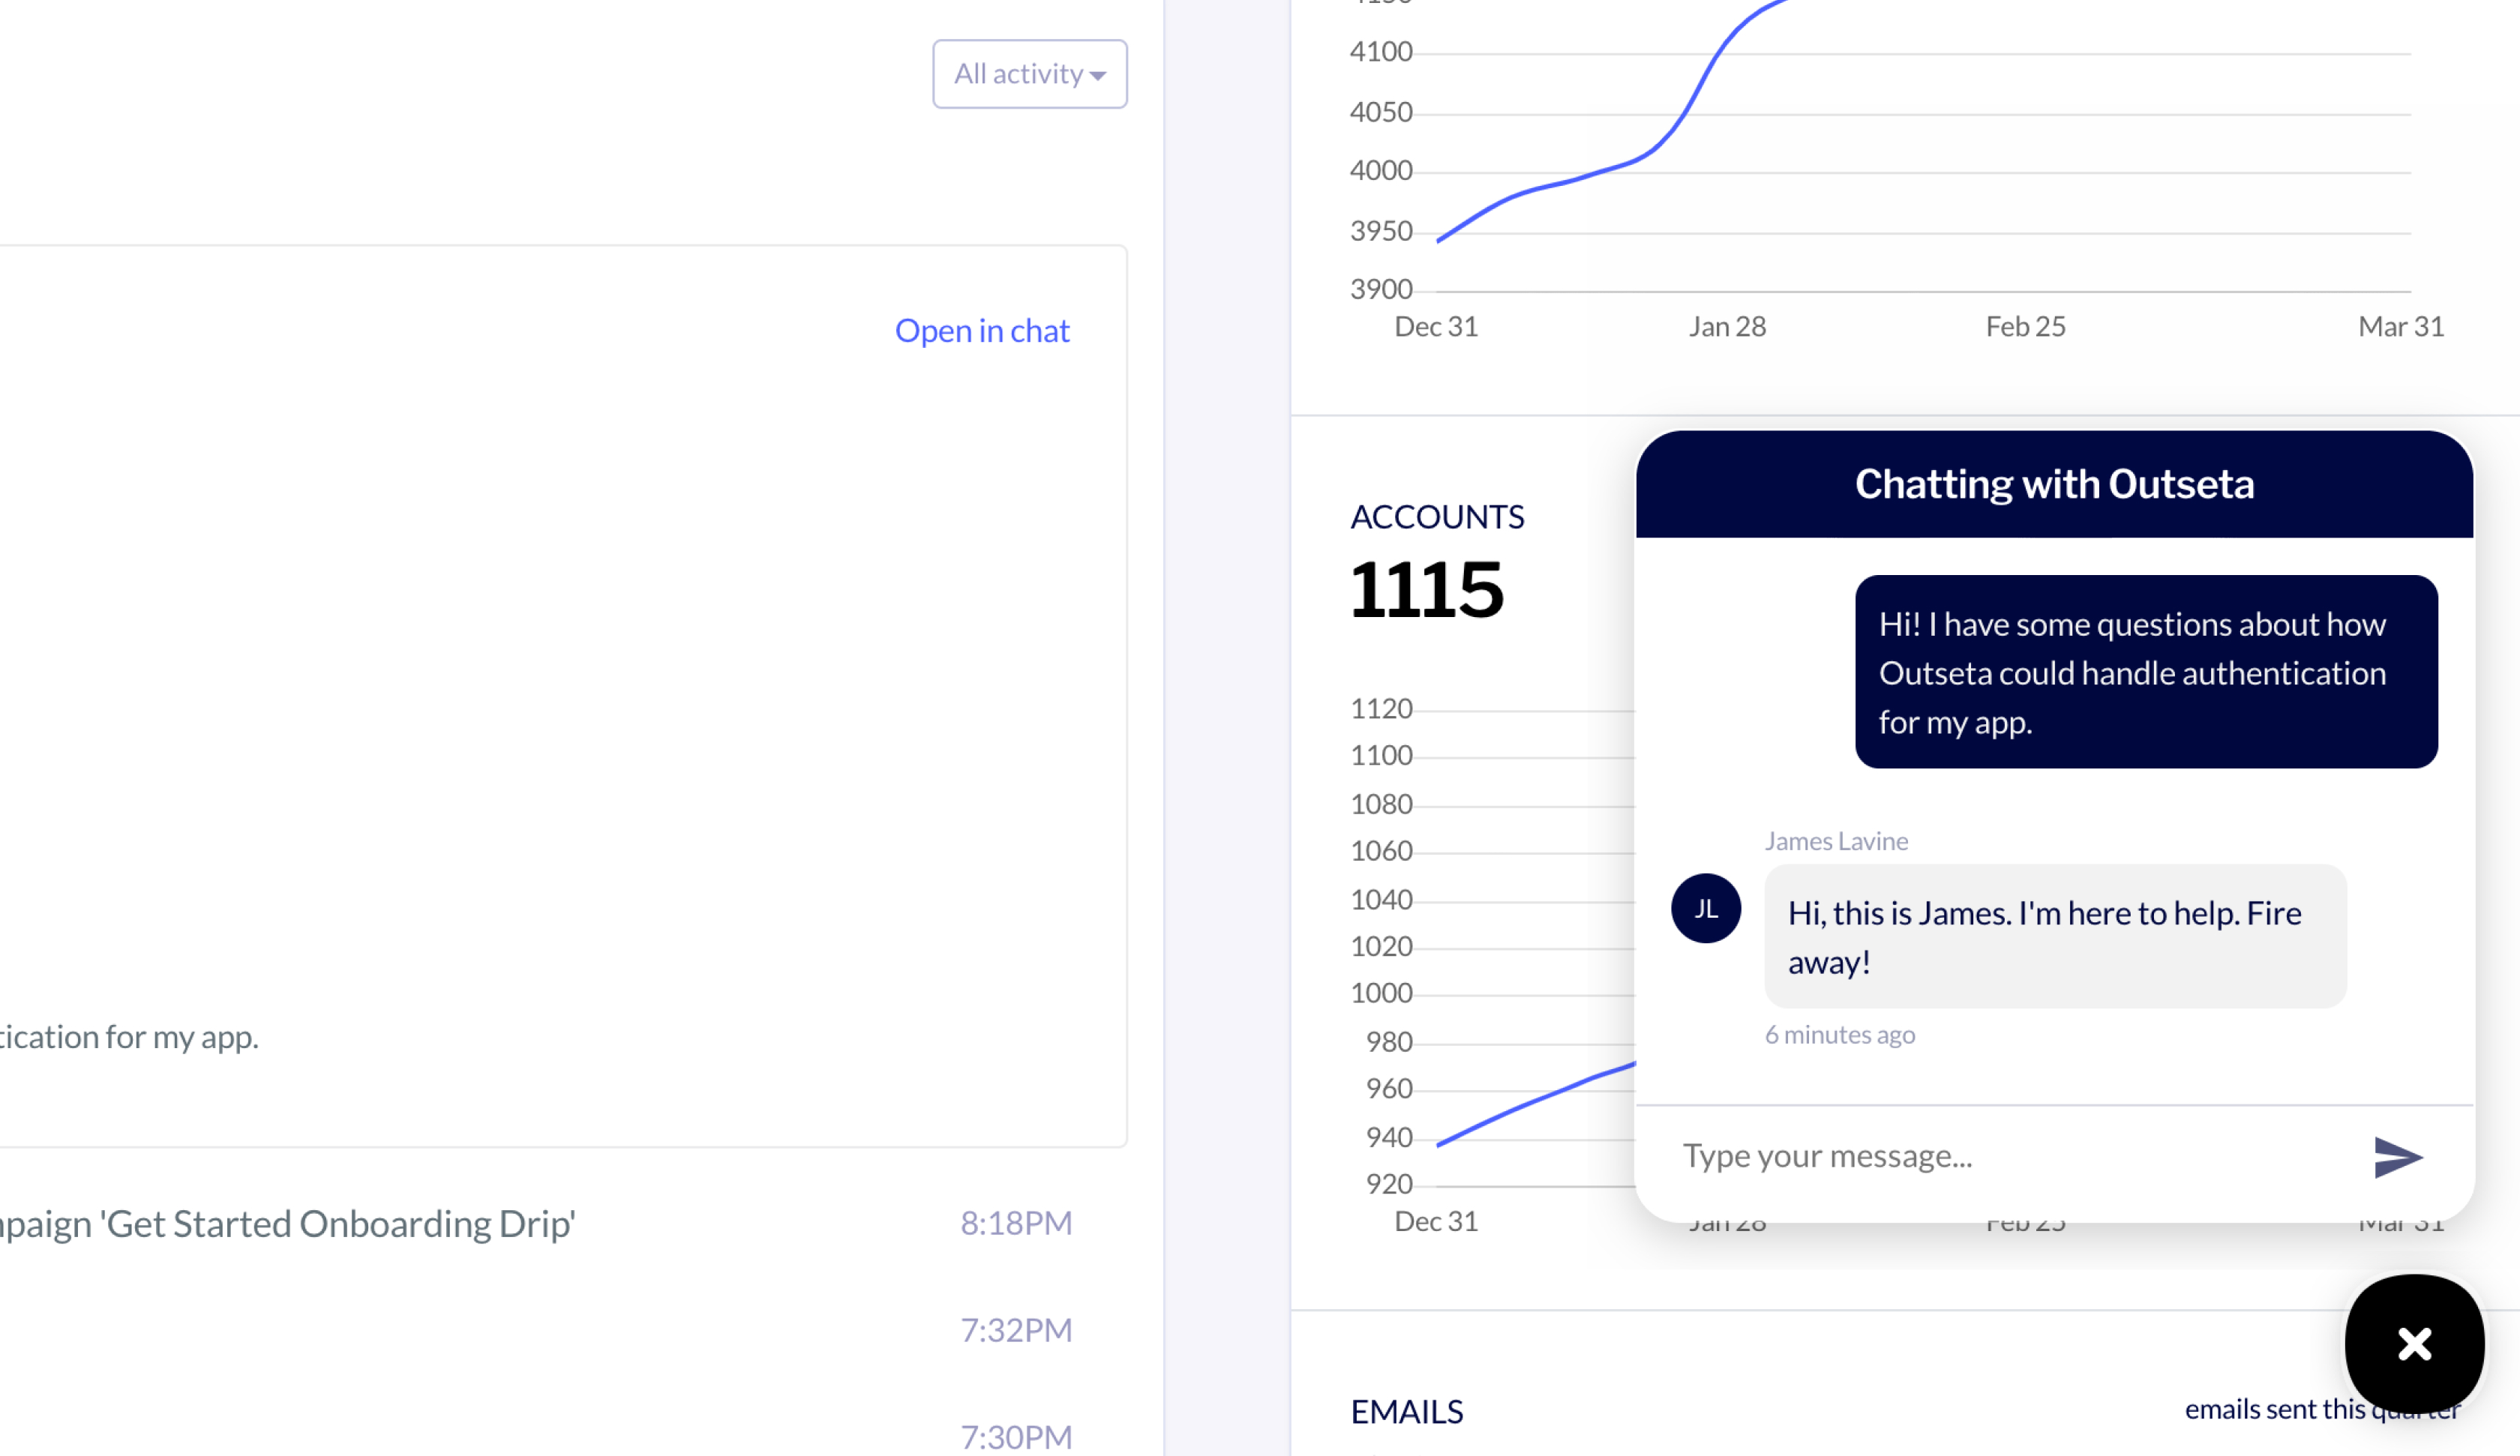 All activity
Open in chat
for my app.
'Get Started Onboarding Drip'
8:18PM
7:32PM
7:30PM
4100
4050
4000
3950
3900
Dec 31 Jan 28 Feb 25 Mar 31
ACCOUNTS
1115
1120
1100
1080
1060
1040
1020
1000
980
960
940
920
Dec 31 Jan 28 Feb 25 Mar 31
EMAILS
emails sent this quarter
Chatting with Outseta
Hi! I have some questions about how
Outseta could handle authentication
for my app.
James Lavine
JL
Hi, this is James. I'm here to help. Fire
away!
6 minutes ago
Type your message...